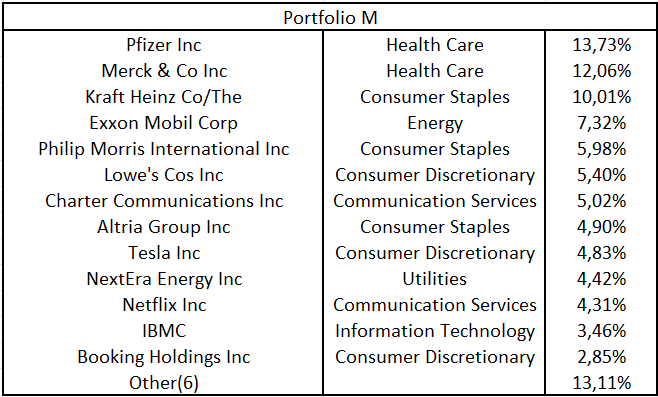 Portfolio M
Pfizer Inc Health Care 13,73%
Merck & Co Inc Health Care 12,06%
Kraft Heinz Co/The Consumer Staples 10,01%
Exxon Mobil Corp Energy 7,32%
Philip Morris International Inc Consumer Staples 5,98%
Lowe's Cos Inc Consumer Discretionary 5,40%
Charter Communications Inc Communication Services 5,02%
Altria Group Inc Consumer Staples 4,90%
Tesla Inc Consumer Discretionary 4,83%
NextEra Energy Inc Utilities 4,42%
Netflix Inc Communication Services 4,31%
IBMC Information Technology 3,46%
Booking Holdings Inc Consumer Discretionary 2,85%
Other(6) 13,11%